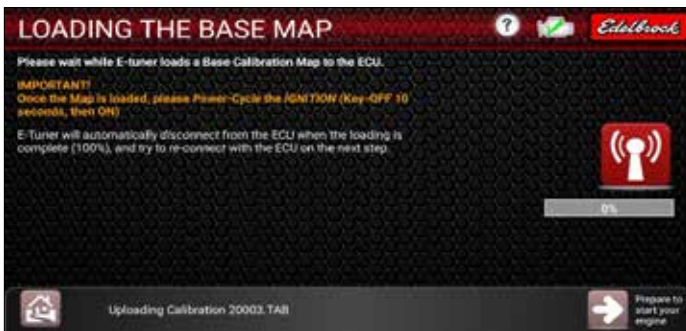 LOADING THE BASE MAP
?
Edelbrock
Please wait while E-tuner loads a Base Calibration Map to the ECU.
IMPORTANT!
Once the Map is loaded, please Power-Cycle the IGNITION (Key-OFF 10
seconds, then ON)
E-Tuner will automatically disconnect from the ECU when the loading is
complete (100%), and try to re-connect with the ECU on the next step.
0%
Uploading Calibration 20003.TAB
Prepare to
start your
engine